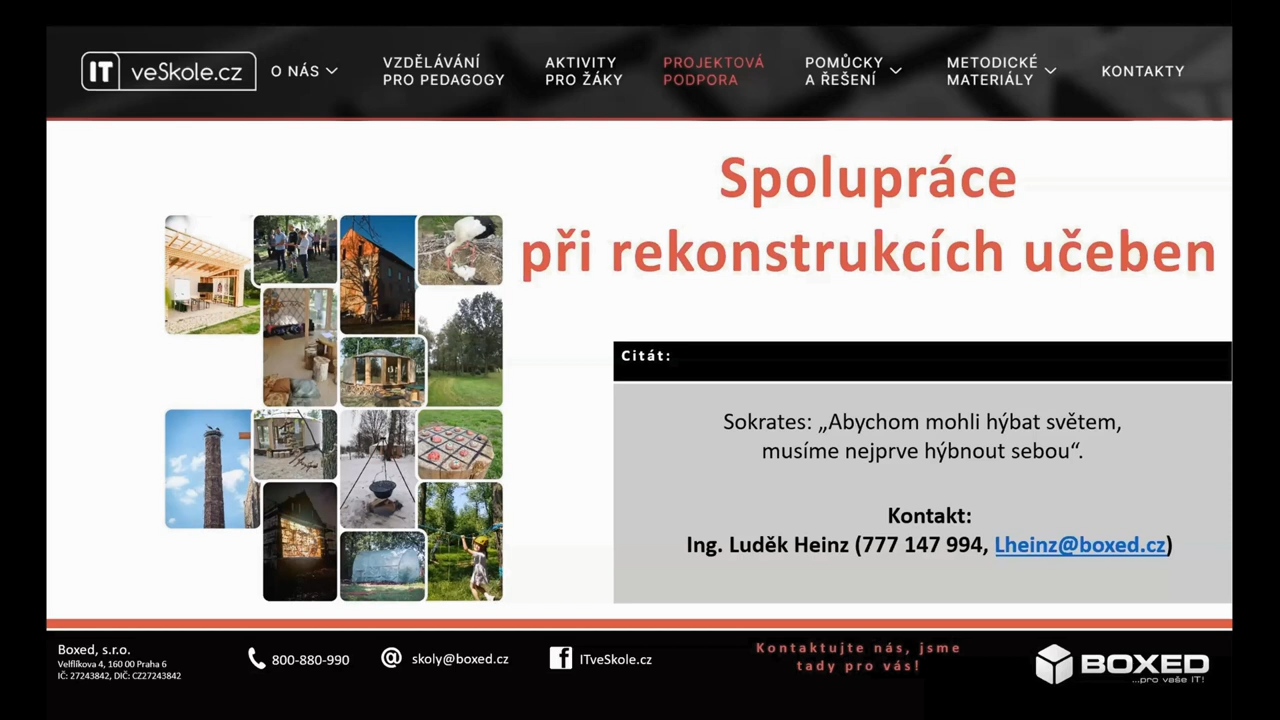 IT veSkole.cz
O NÁS
VZDĚLÁVÁNÍ
PRO PEDAGOGY
AKTIVITY
PRO ŽÁKY
PROJEKTOVÁ
PODPORA
POMŮCKY
A ŘEŠENÍ
METODICKÉ
MATERIÁLY
KONTAKTY
Spolupráce
při rekonstrukcích učeben
Citát:
Sokrates: „Abychom mohli hýbat světem,
musíme nejprve hýbnout sebou“.
Kontakt:
Ing. Luděk Heinz (777 147 994, Lheinz@boxed.cz)
Boxed, s.r.o.
Velflíkova 4, 160 00 Praha 6
IČ: 27243842, DIČ: CZ27243842
800-880-990
@ skoly@boxed.cz
f ITveSkole.cz
Kontaktujte nás, jsme
tady pro vás!
BOXED
...pro vaše IT!